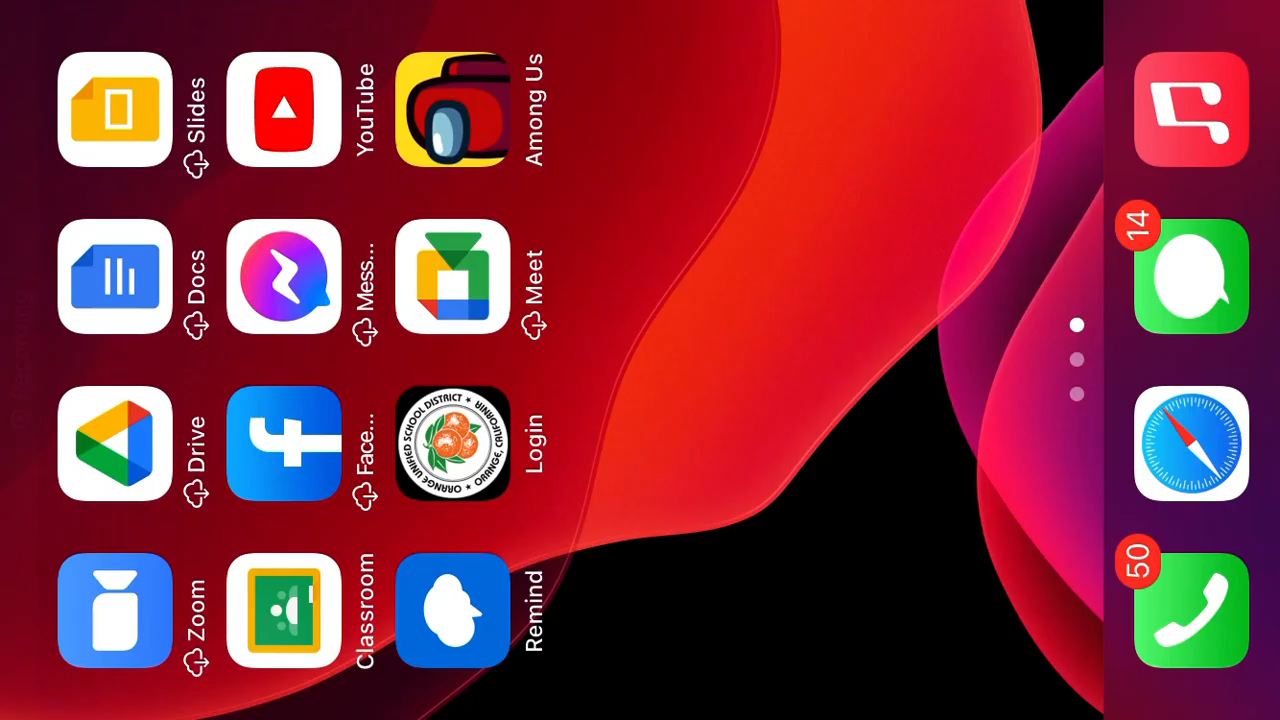 Zoom Drive Docs Slides
Classroom Face... Mess... YouTube
ORANGE UNIFIED SCHOOL DISTRICT ★ ORANGE, CALIFORNIA ★
Remind Login Meet Among Us
50 14